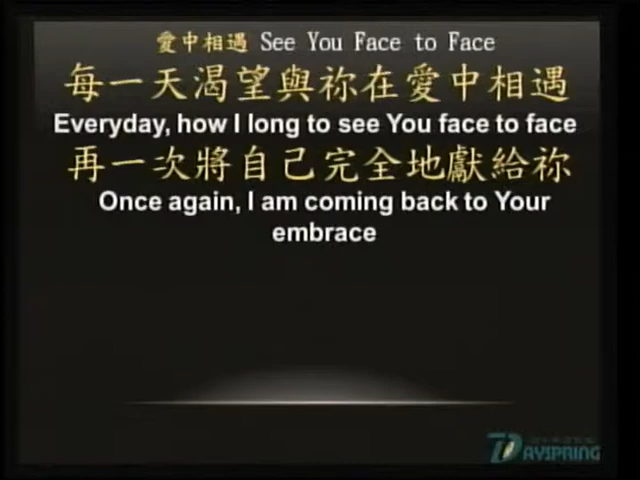 愛中相遇 See You Face to Face
每一天渴望與祢在愛中相遇
Everyday, how I long to see You face to face
再一次將自己完全地獻給祢
Once again, I am coming back to Your
embrace
DAYSPRING